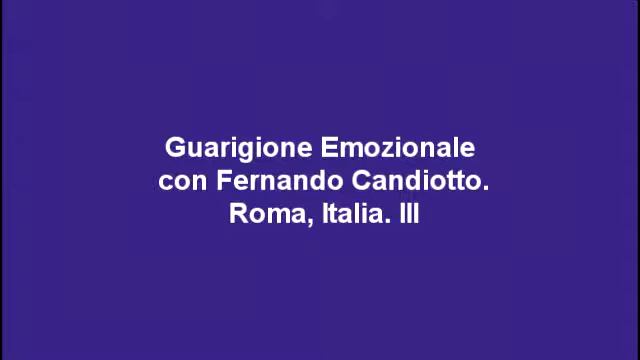 Guarigione Emozionale
con Fernando Candiotto.
Roma, Italia. III